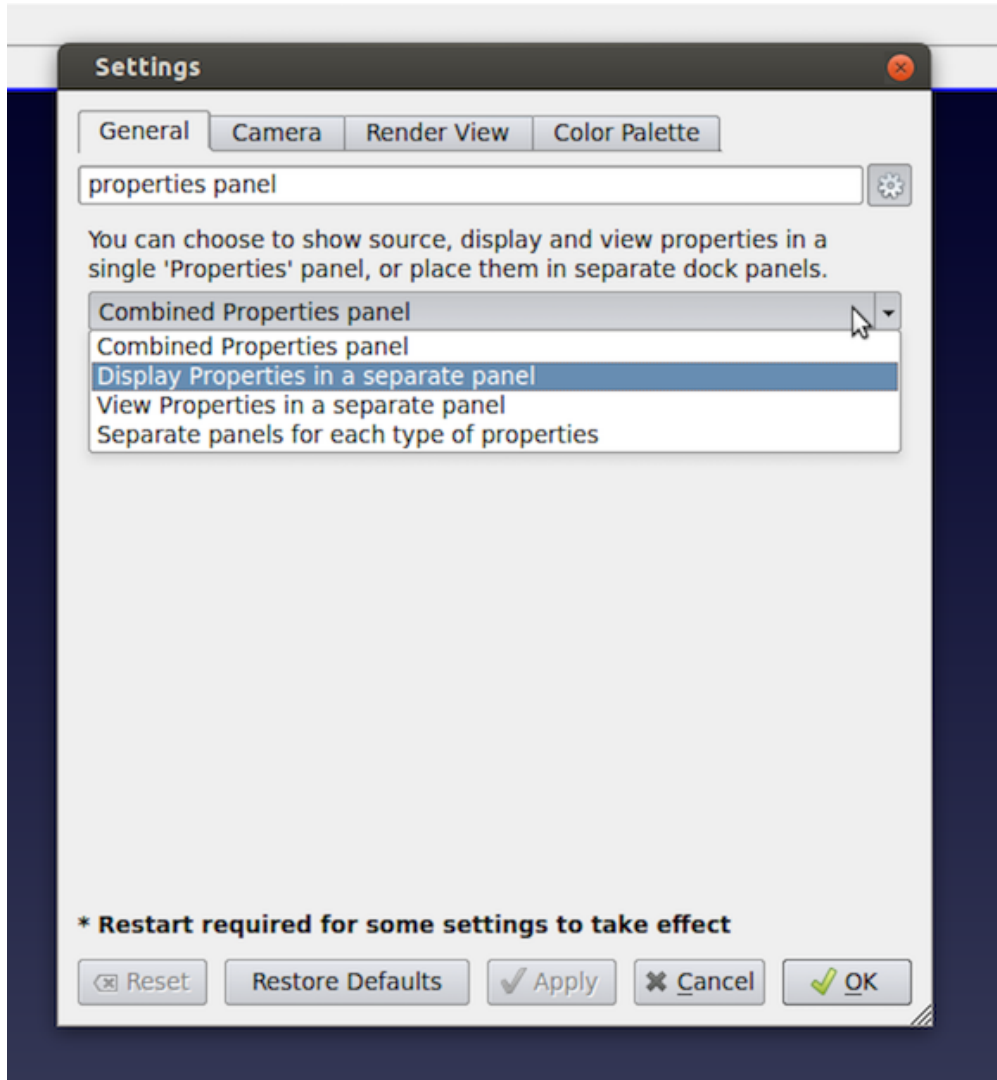 Settings
General
Camera
Render View
Color Palette
properties panel
You can choose to show source, display and view properties in a
single 'Properties' panel, or place them in separate dock panels.
Combined Properties panel
Combined Properties panel
Display Properties in a separate panel
View Properties in a separate panel
Separate panels for each type of properties
* Restart required for some settings to take effect
Reset
Restore Defaults
Apply
Cancel
OK